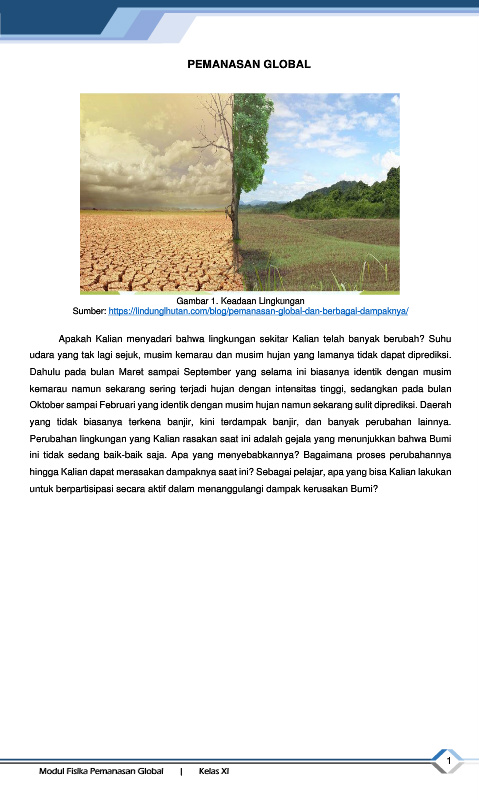 PEMANASAN GLOBAL
Gambar 1. Keadaan Lingkungan
Sumber: https://lindungihutan.com/blog/pemanasan-global-dan-berbagai-dampaknya/
Apakah Kalian menyadari bahwa lingkungan sekitar Kalian telah banyak berubah? Suhu
udara yang tak lagi sejuk, musim kemarau dan musim hujan yang lamanya tidak dapat diprediksi.
Dahulu pada bulan Maret sampai September yang selama ini biasanya identik dengan musim
kemarau namun sekarang sering terjadi hujan dengan intensitas tinggi, sedangkan pada bulan
Oktober sampai Februari yang identik dengan musim hujan namun sekarang sulit diprediksi. Daerah
yang tidak biasanya terkena banjir, kini terdampak banjir, dan banyak perubahan lainnya.
Perubahan lingkungan yang Kalian rasakan saat ini adalah gejala yang menunjukkan bahwa Bumi
ini tidak sedang baik-baik saja. Apa yang menyebabkannya? Bagaimana proses perubahannya
hingga Kalian dapat merasakan dampaknya saat ini? Sebagai pelajar, apa yang bisa Kalian lakukan
untuk berpartisipasi secara aktif dalam menanggulangi dampak kerusakan Bumi?
1
Modul Fisika Pemanasan Global | Kelas XI